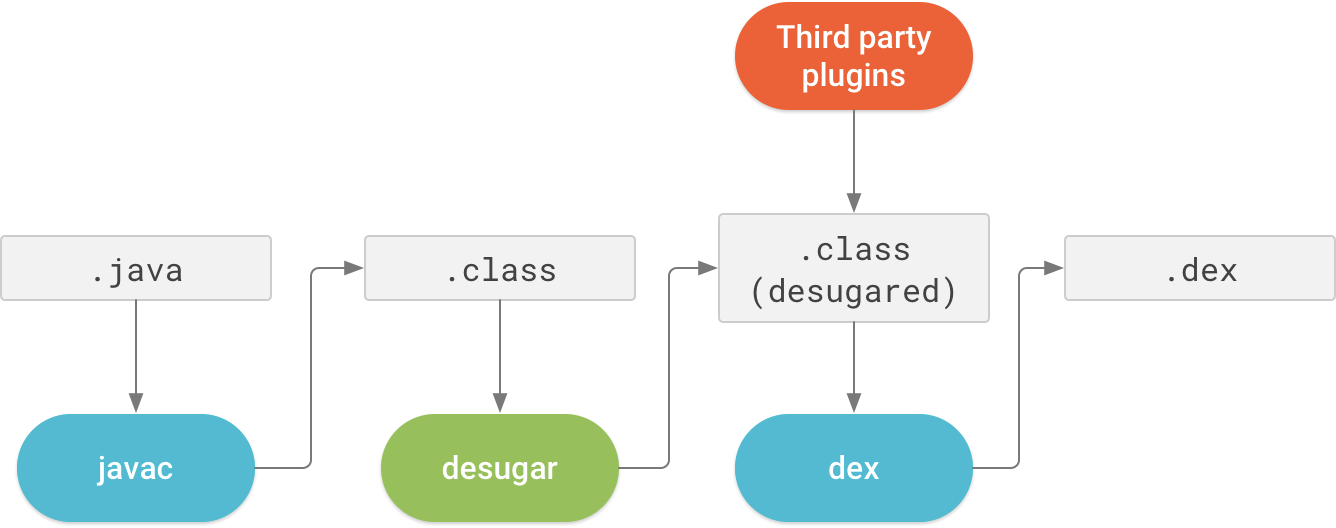 Third party
plugins
.java
.class
.class
(desugared)
.dex
javac
desugar
dex